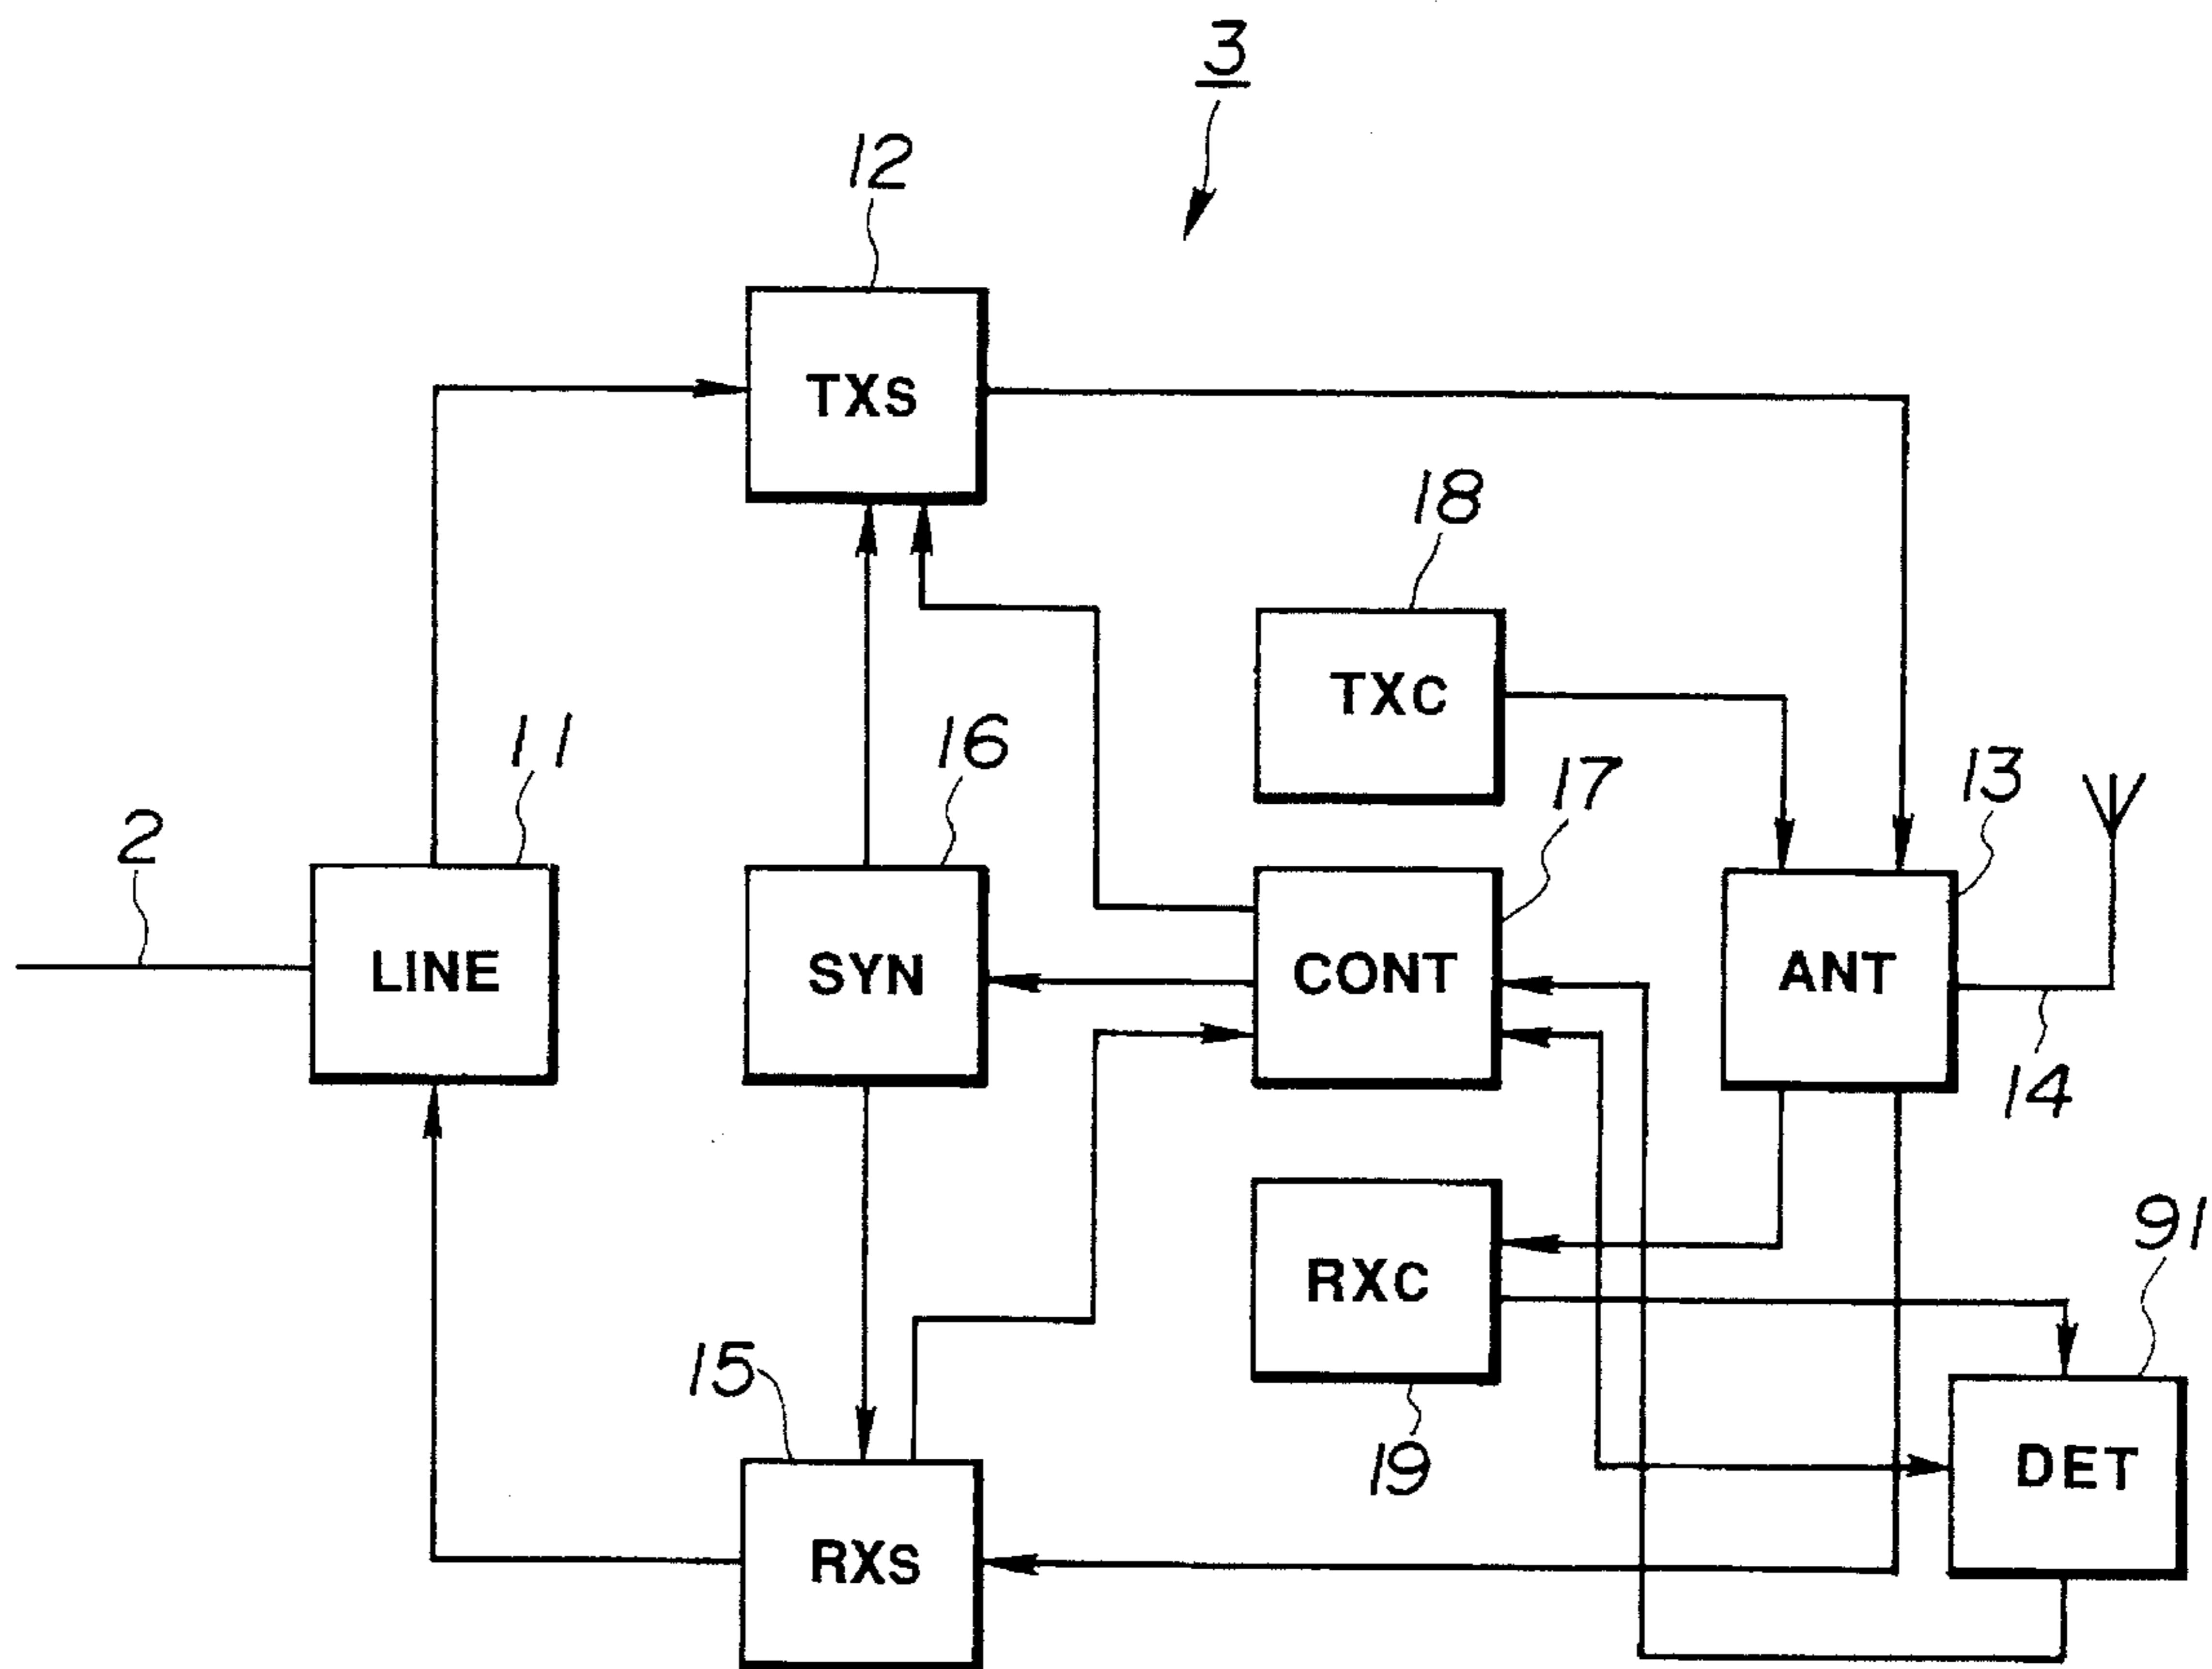 3
12
TXS
18
TXC
11
16
17
13
2
LINE
SYN
CONT
ANT
14
91
RXC
15
19
DET
RXS